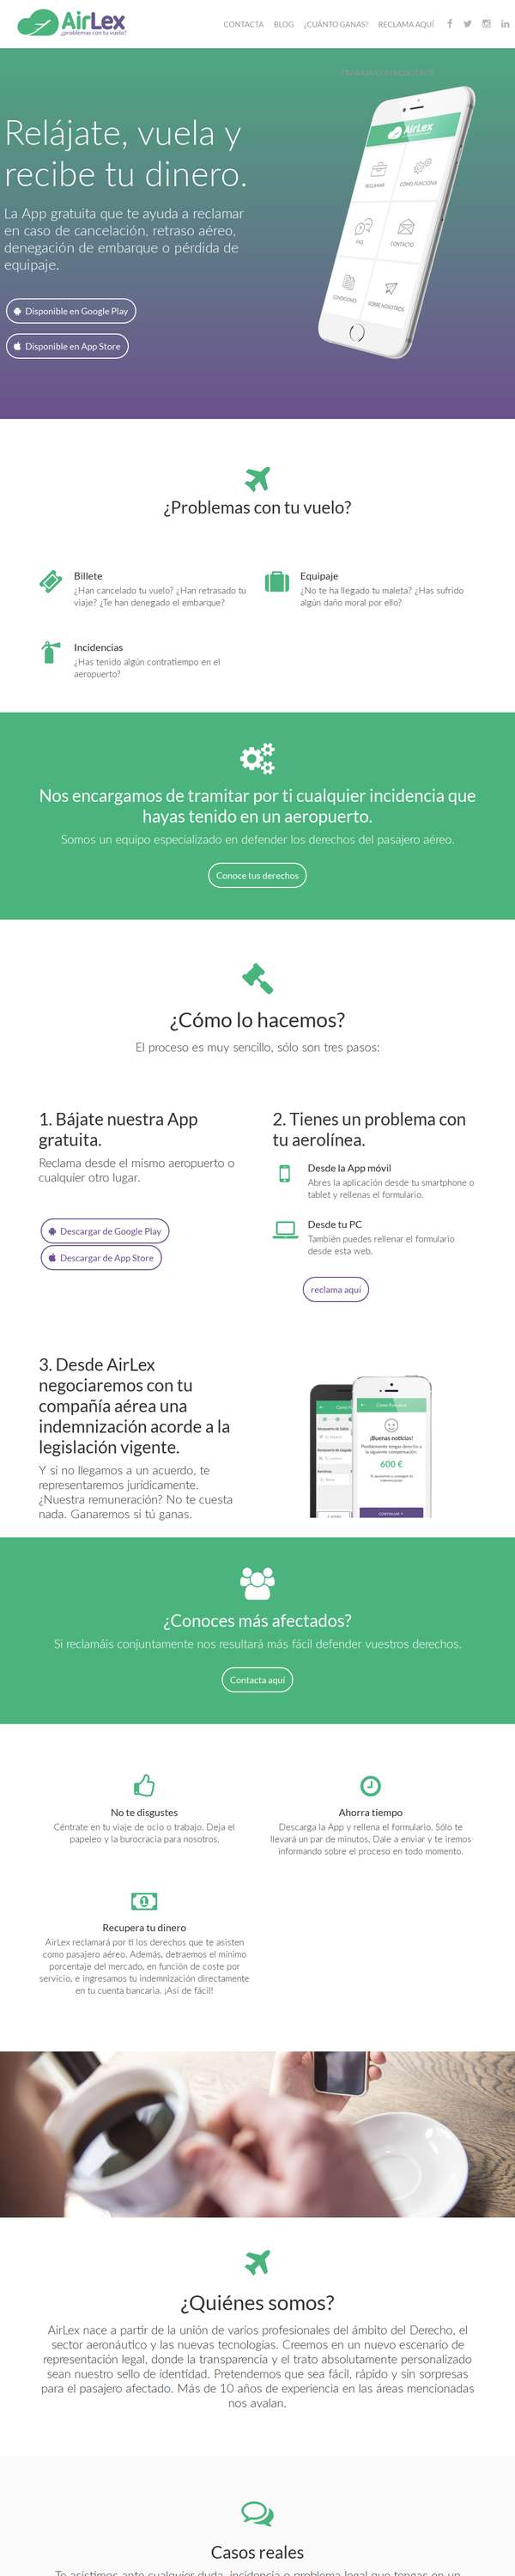 AirLex
¿problemas con tu vuelo?
CONTACTA BLOG ¿CUÁNTO GANAS? RECLAMA AQUÍ
Relájate, vuela y
recibe tu dinero.
La App gratuita que te ayuda a reclamar
en caso de cancelación, retraso aéreo,
denegación de embarque o pérdida de
equipaje.
Disponible en Google Play
Disponible en App Store
AirLex
RECLAMAR
COMO FUNCIONA
FAQ
CONTACTO
CONDICIONES
SOBRE NOSOTROS
¿Problemas con tu vuelo?
Billete
¿Han cancelado tu vuelo? ¿Han retrasado tu
viaje? ¿Te han denegado el embarque?
Equipaje
¿No te ha llegado tu maleta? ¿Has sufrido
algún daño moral por ello?
Incidencias
¿Has tenido algún contratiempo en el
aeropuerto?
Nos encargamos de tramitar por ti cualquier incidencia que
hayas tenido en un aeropuerto.
Somos un equipo especializado en defender los derechos del pasajero aéreo.
Conoce tus derechos
¿Cómo lo hacemos?
El proceso es muy sencillo, sólo son tres pasos:
1. Bájate nuestra App
gratuita.
Reclama desde el mismo aeropuerto o
cualquier otro lugar.
Descargar de Google Play
Descargar de App Store
2. Tienes un problema con
tu aerolínea.
Desde la App móvil
Abres la aplicación desde tu smartphone o
tablet y rellenas el formulario.
Desde tu PC
También puedes rellenar el formulario
desde esta web.
reclama aquí
3. Desde AirLex
negociaremos con tu
compañía aérea una
indemnización acorde a la
legislación vigente.
Y si no llegamos a un acuerdo, te
representaremos jurídicamente.
¿Nuestra remuneración? No te cuesta
nada. Ganaremos si tú ganas.
¡Buenas noticias!
600 €
¿Conoces más afectados?
Si reclamáis conjuntamente nos resultará más fácil defender vuestros derechos.
Contacta aquí
No te disgustes
Céntrate en tu viaje de ocio o trabajo. Deja el
papeleo y la burocracia para nosotros.
Ahorra tiempo
Descarga la App y rellena el formulario. Sólo te
llevará un par de minutos. Dale a enviar y te iremos
informando sobre el proceso en todo momento.
Recupera tu dinero
AirLex reclamará por ti los derechos que te asisten
como pasajero aéreo. Además, detraemos el mínimo
porcentaje del mercado, en función de coste por
servicio, e ingresamos tu indemnización directamente
en tu cuenta bancaria. ¡Así de fácil!
¿Quiénes somos?
AirLex nace a partir de la unión de varios profesionales del ámbito del Derecho, el
sector aeronáutico y las nuevas tecnologías. Creemos en un nuevo escenario de
representación legal, donde la transparencia y el trato absolutamente personalizado
sean nuestro sello de identidad. Pretendemos que sea fácil, rápido y sin sorpresas
para el pasajero afectado. Más de 10 años de experiencia en las áreas mencionadas
nos avalan.
Casos reales
Te asistimos ante cualquier duda, incidencia o problema legal que tengas en un